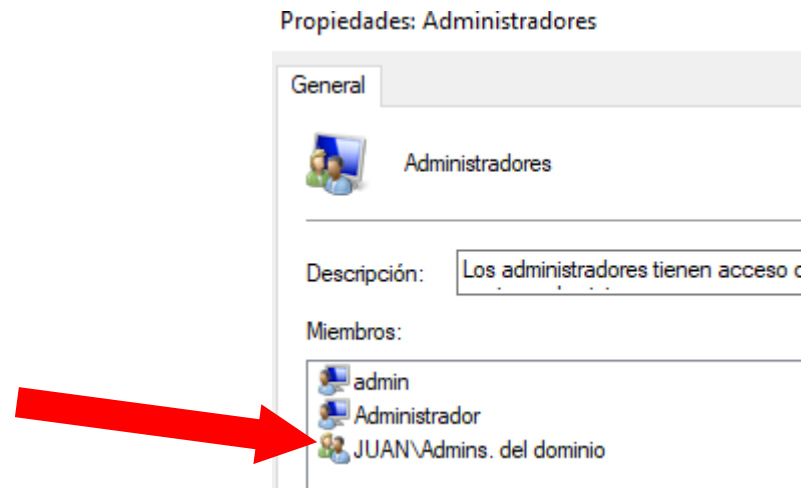 Propiedades: Administradores
General
Administradores
Descripción:
Los administradores tienen acceso
Miembros:
admin
Administrador
JUAN\Admins. del dominio